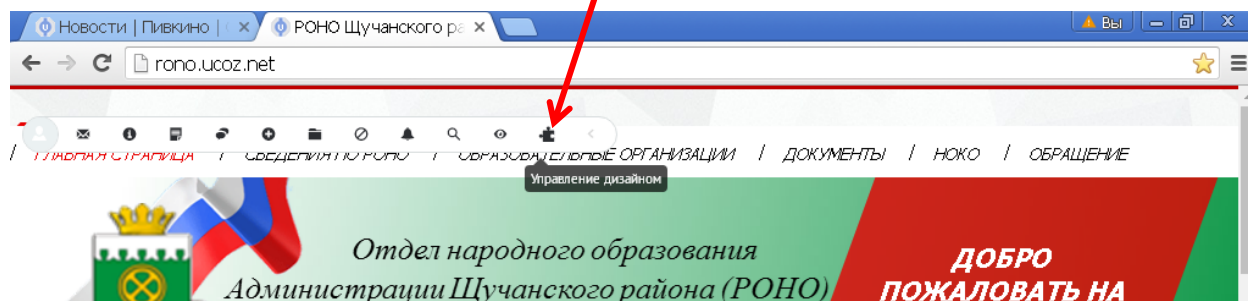 Новости | Пивкино |
РОНО Щучанского ра
Вы
rono.ucoz.net
/ ГЛАВНАЯ СТРАНИЦА / СВЕДЕНИЯ ПО РОНО / ОБРАЗОВАТЕЛЬНЫЕ ОРГАНИЗАЦИИ / ДОКУМЕНТЫ / НОКО / ОБРАЩЕНИЕ
Управление дизайном
Отдел народного образования
Администрации Щучанского района (РОНО)
ДОБРО
ПОЖАЛОВАТЬ НА